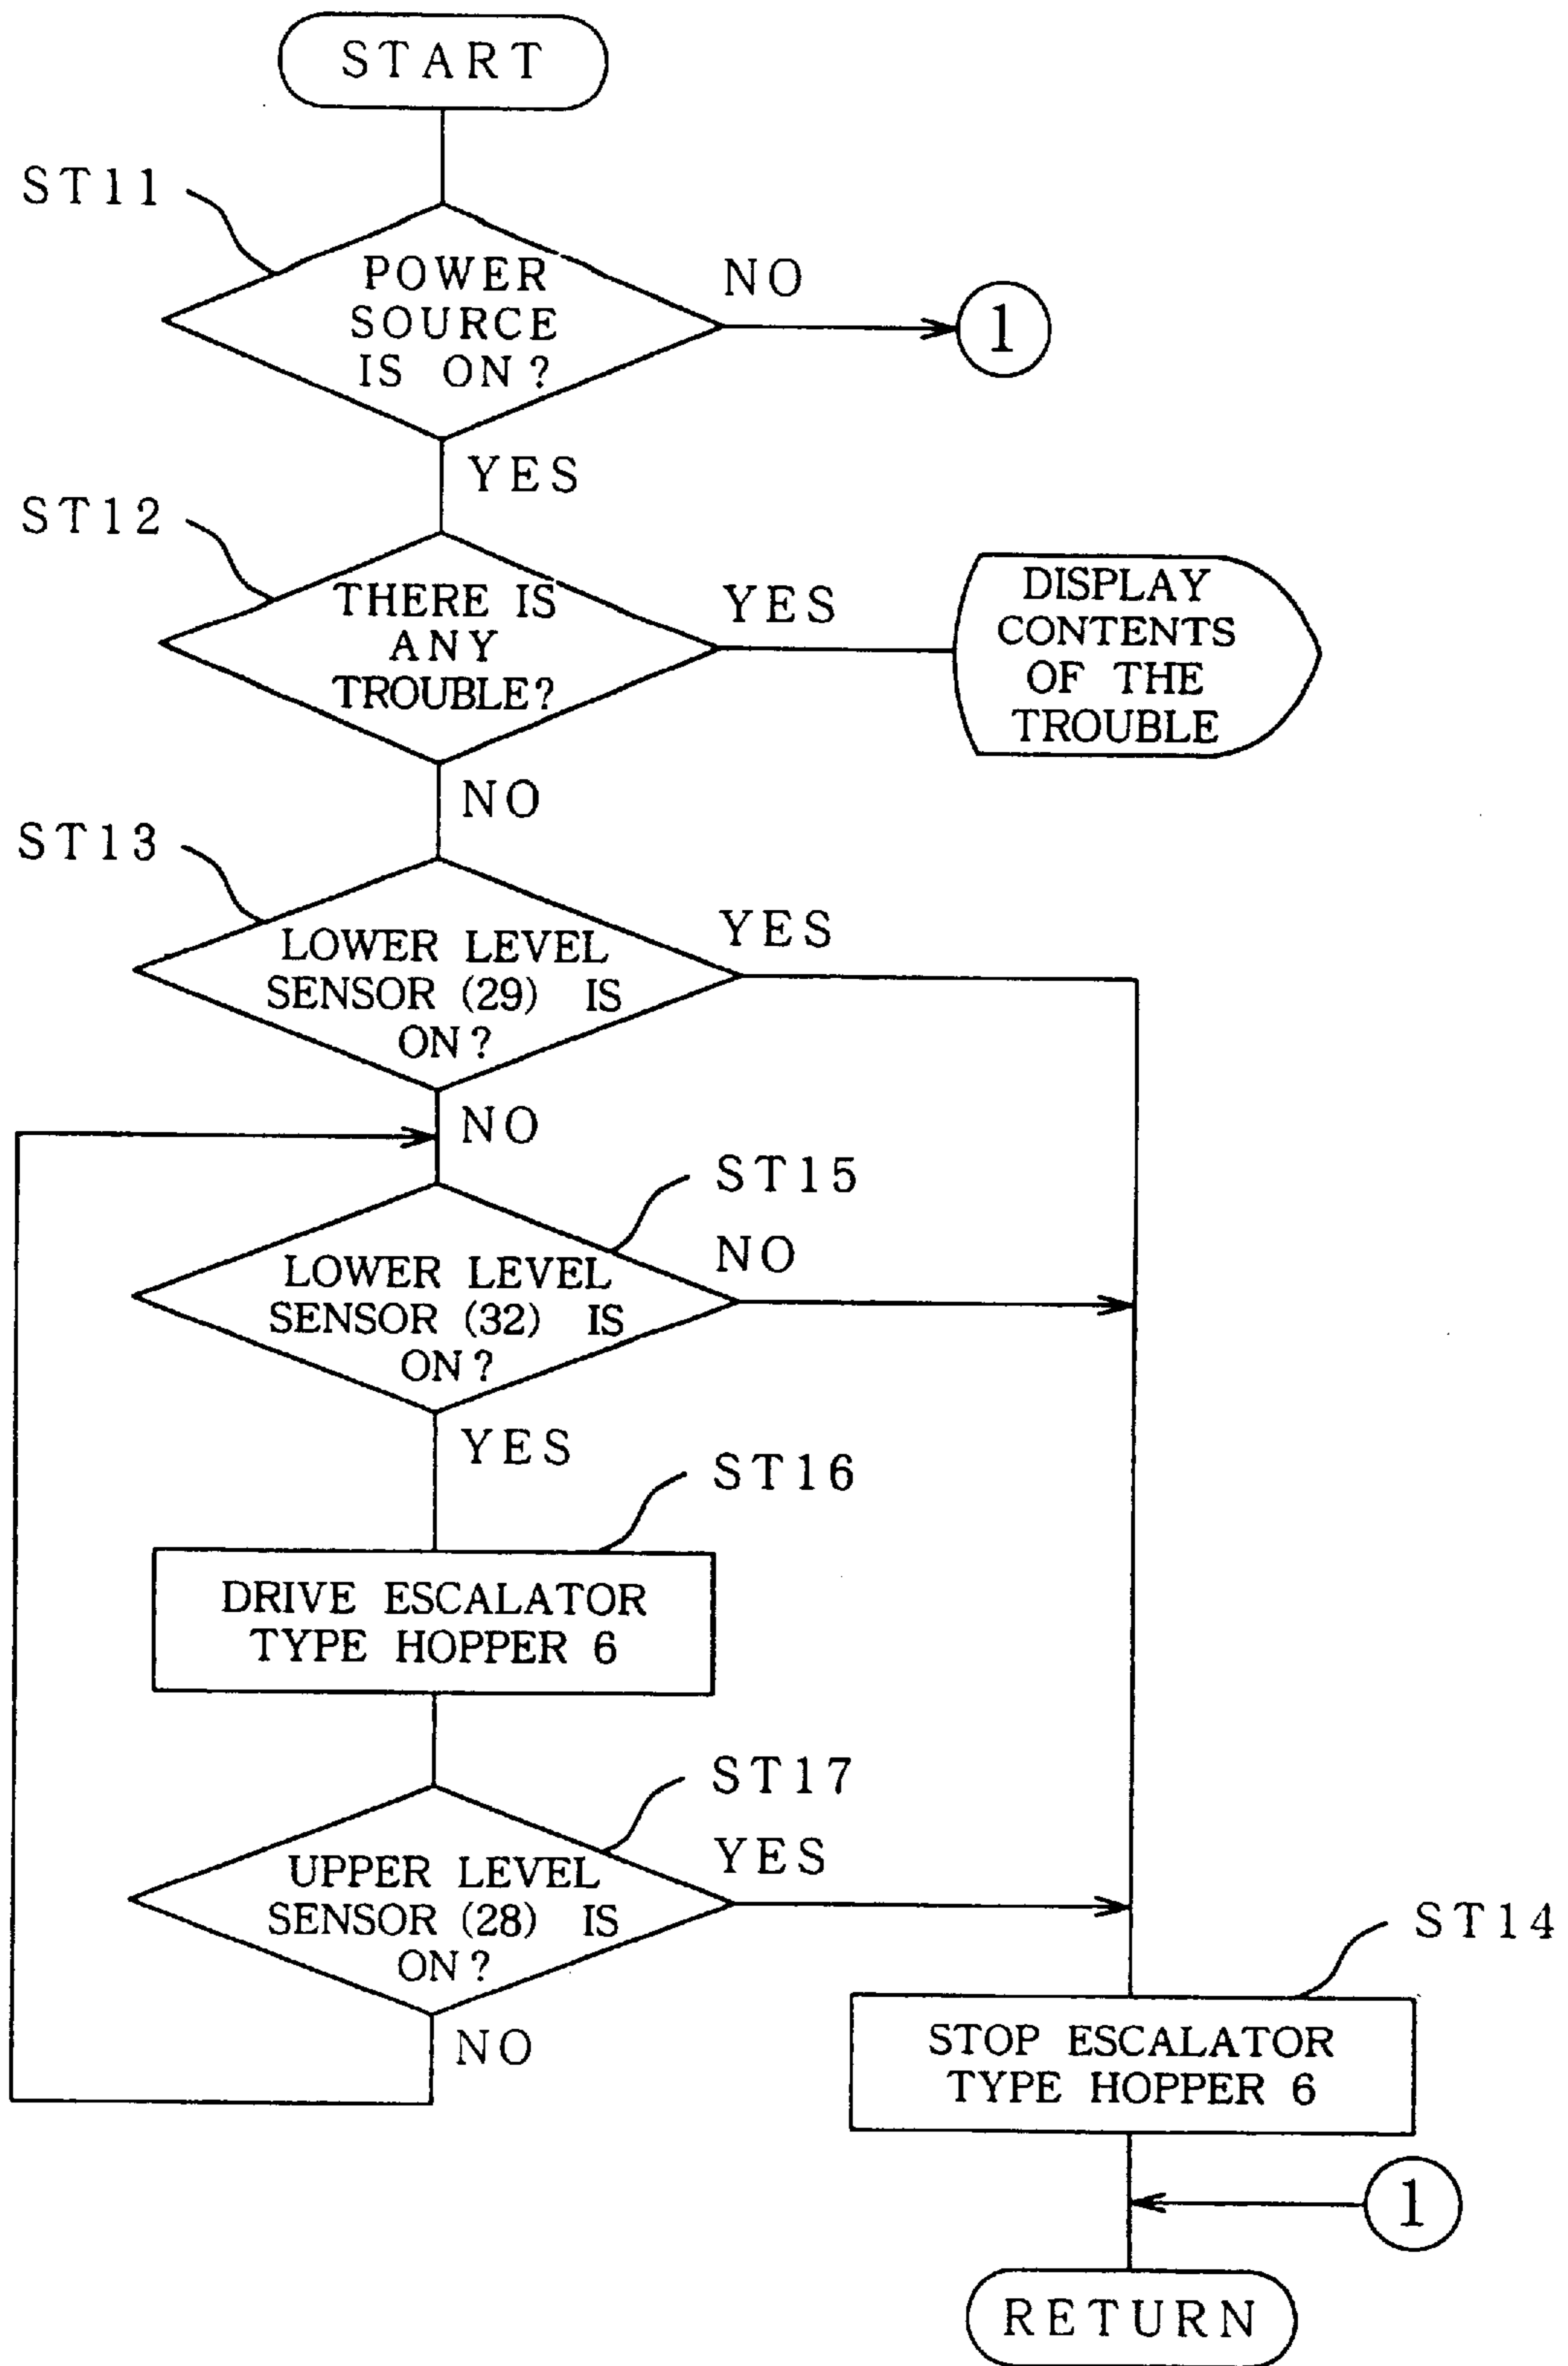 START
ST11
POWER
SOURCE
IS ON?
NO
1
YES
ST12
THERE IS
ANY
TROUBLE?
YES
DISPLAY
CONTENTS
OF THE
TROUBLE
NO
ST13
LOWER LEVEL
SENSOR (29) IS
ON?
YES
NO
ST15
LOWER LEVEL
SENSOR (32) IS
ON?
NO
YES
ST16
DRIVE ESCALATOR
TYPE HOPPER 6
ST17
UPPER LEVEL
SENSOR (28) IS
ON?
YES
NO
ST14
STOP ESCALATOR
TYPE HOPPER 6
1
RETURN